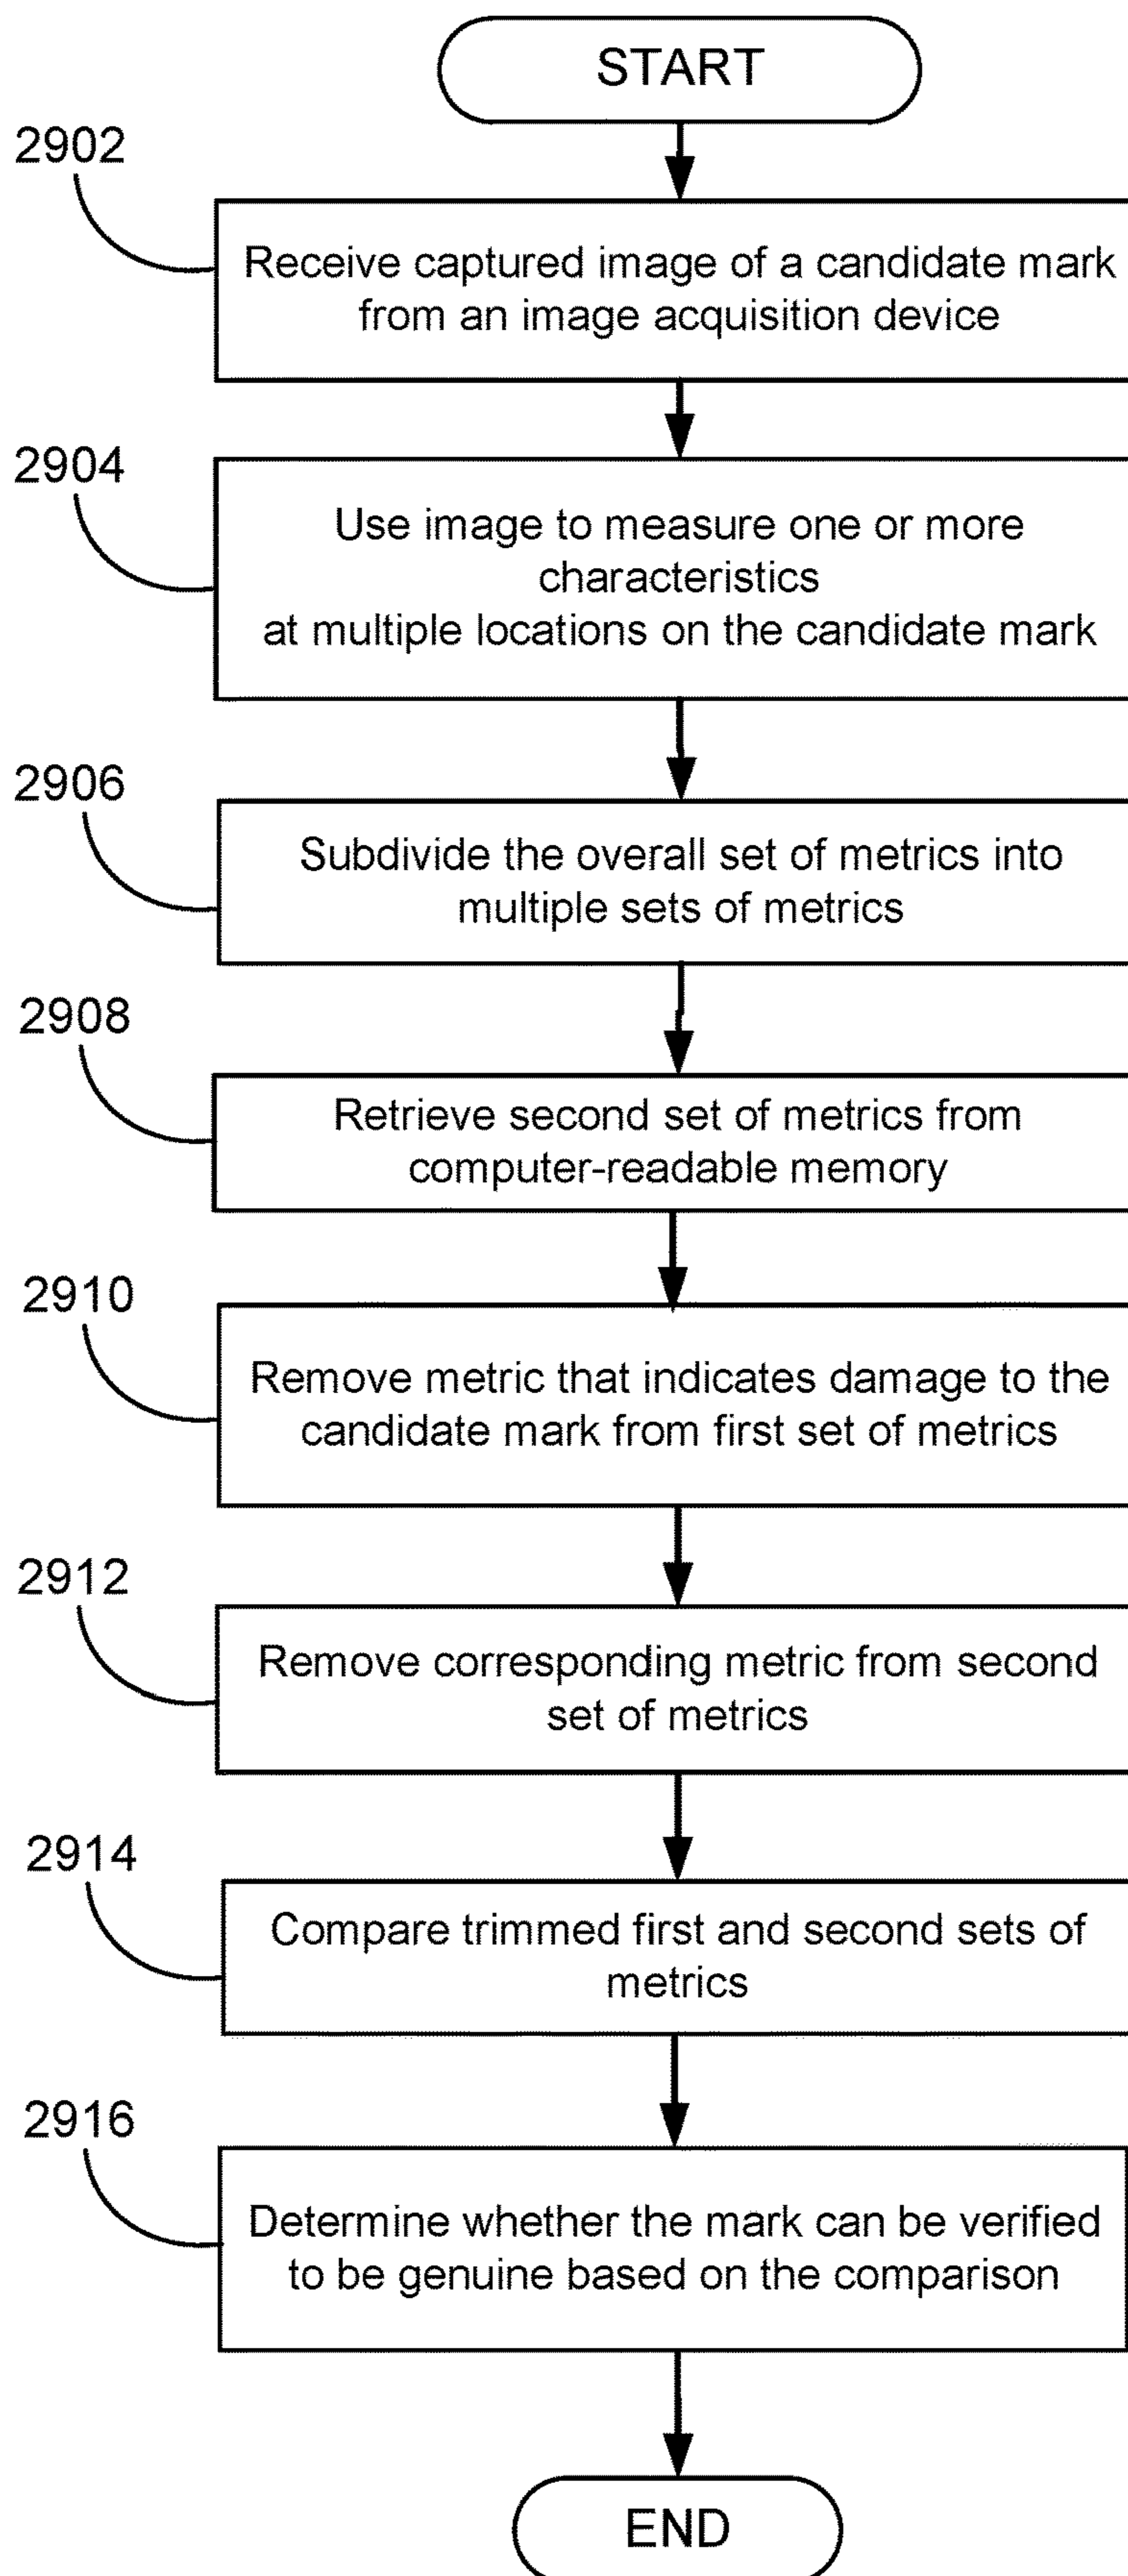 START
2902
Receive captured image of a candidate mark
from an image acquisition device
2904
Use image to measure one or more
characteristics
at multiple locations on the candidate mark
2906
Subdivide the overall set of metrics into
multiple sets of metrics
2908
Retrieve second set of metrics from
computer-readable memory
2910
Remove metric that indicates damage to the
candidate mark from first set of metrics
2912
Remove corresponding metric from second
set of metrics
2914
Compare trimmed first and second sets of
metrics
2916
Determine whether the mark can be verified
to be genuine based on the comparison
END